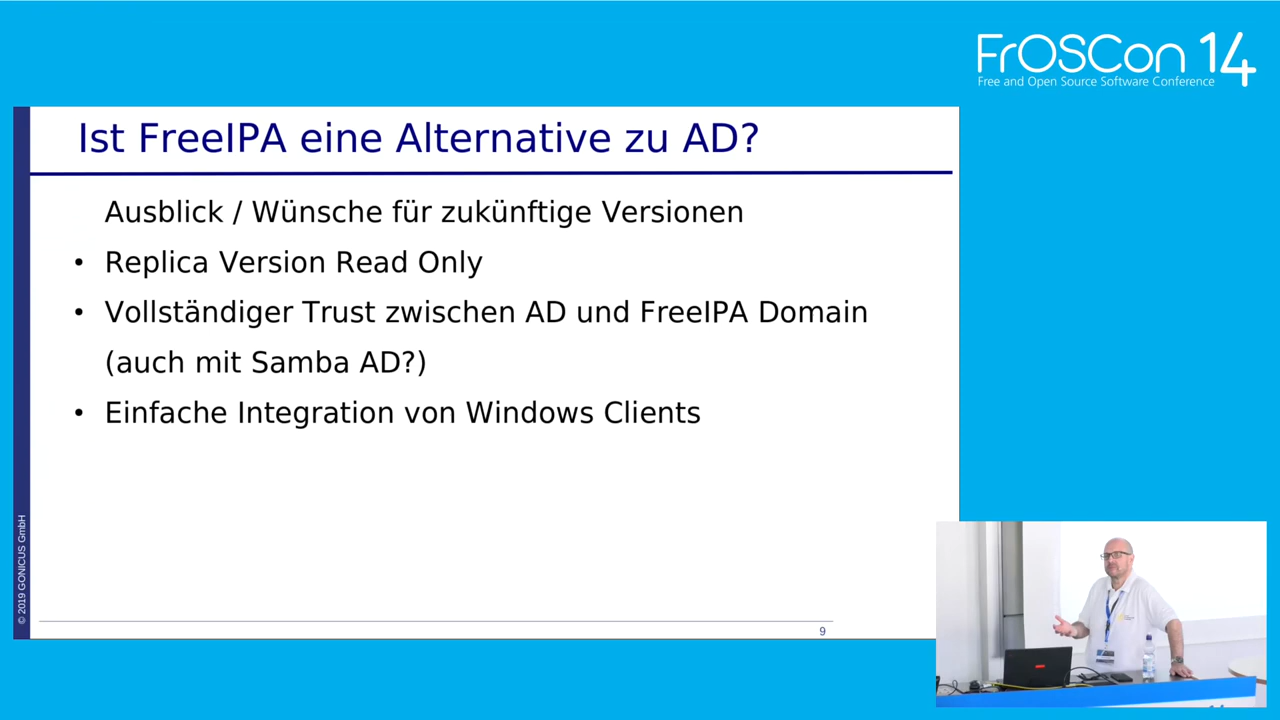 FrOSCon 14
Free and Open Source Software Conference
Ist FreeIPA eine Alternative zu AD?
Ausblick / Wünsche für zukünftige Versionen
• Replica Version Read Only
• Vollständiger Trust zwischen AD und FreeIPA Domain
(auch mit Samba AD?)
• Einfache Integration von Windows Clients
© 2019 GONICUS GmbH
9